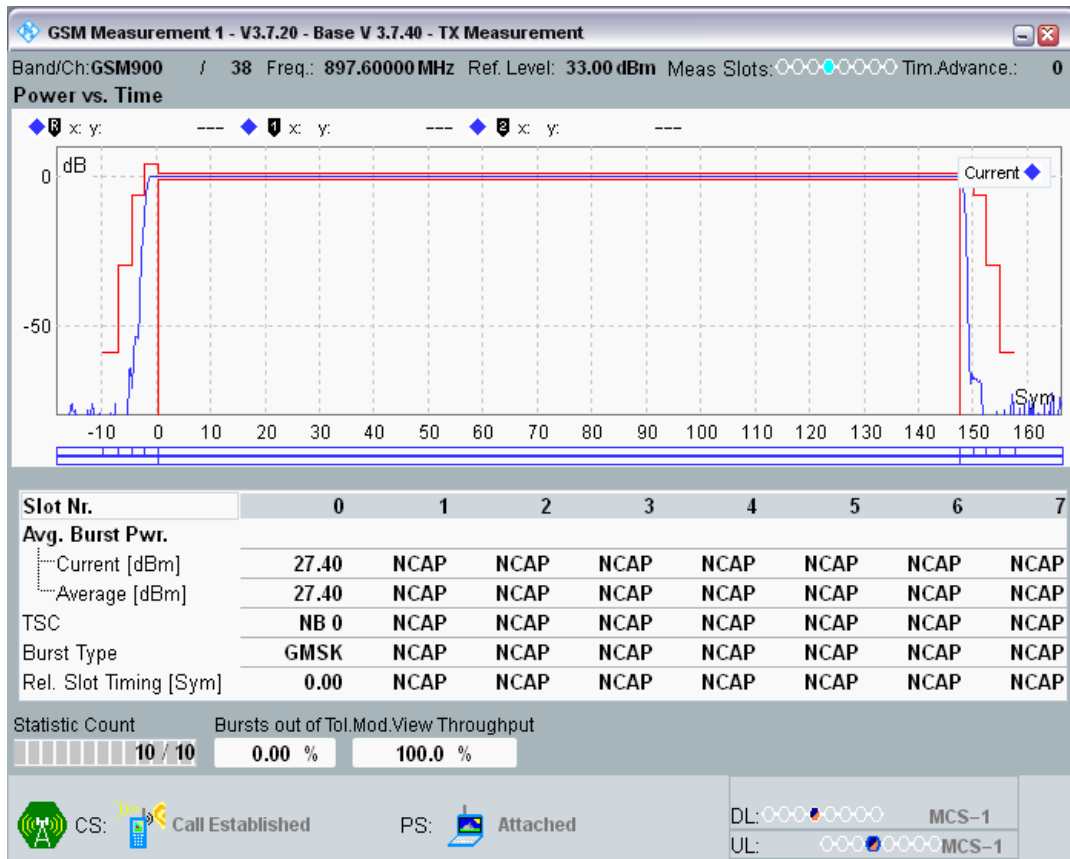 GSM Measurement 1 - V3.7.20 - Base V 3.7.40 - TX Measurement
Band/Ch:GSM900 / 38 Freq.: 897.60000 MHz Ref. Level: 33.00 dBm Meas Slots: Tim.Advance.: 0
Power vs. Time
R x: y: --- 1 x: y: --- 2 x: y: ---
dB
Current
0
-50
Sym
-10 0 10 20 30 40 50 60 70 80 90 100 110 120 130 140 150 160
Slot Nr. 0 1 2 3 4 5 6 7
Avg. Burst Pwr.
Current [dBm] 27.40 NCAP NCAP NCAP NCAP NCAP NCAP NCAP
Average [dBm] 27.40 NCAP NCAP NCAP NCAP NCAP NCAP NCAP
TSC NB 0 NCAP NCAP NCAP NCAP NCAP NCAP NCAP
Burst Type GMSK NCAP NCAP NCAP NCAP NCAP NCAP NCAP
Rel. Slot Timing [Sym] 0.00 NCAP NCAP NCAP NCAP NCAP NCAP NCAP
Statistic Count Bursts out of Tol. Mod.View Throughput
10 / 10 0.00 % 100.0 %
CS: Call Established PS: Attached
DL: MCS-1
UL: MCS-1